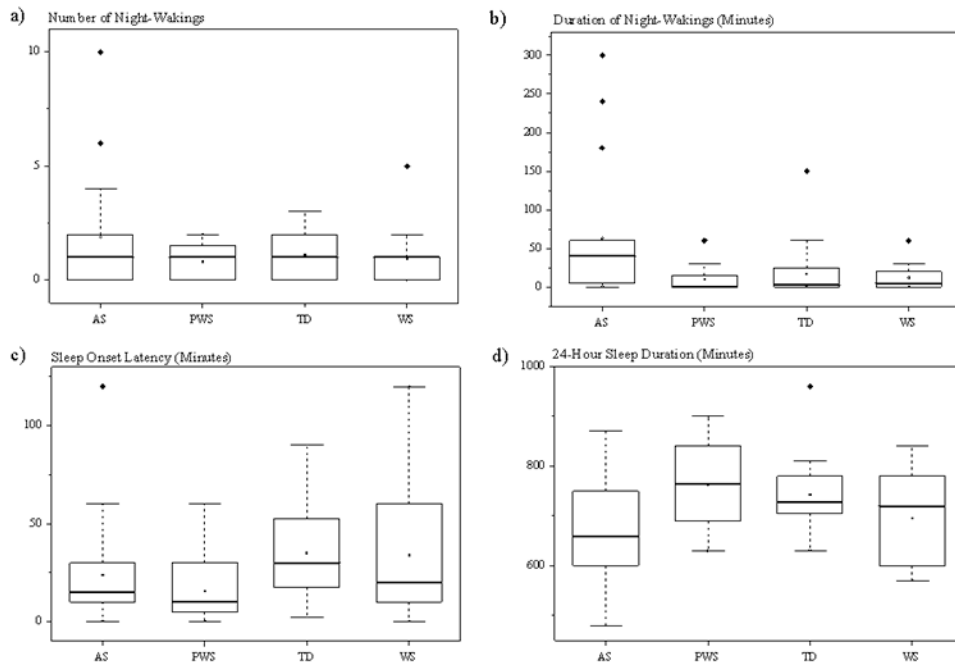 a) Number of Night-Wakings
10
5
0
AS PWS TD WS
b) Duration of Night-Wakings (Minutes)
300
250
200
150
100
50
0
AS PWS TD WS
c) Sleep Onset Latency (Minutes)
100
50
0
AS PWS TD WS
d) 24-Hour Sleep Duration (Minutes)
1000
800
600
AS PWS TD WS